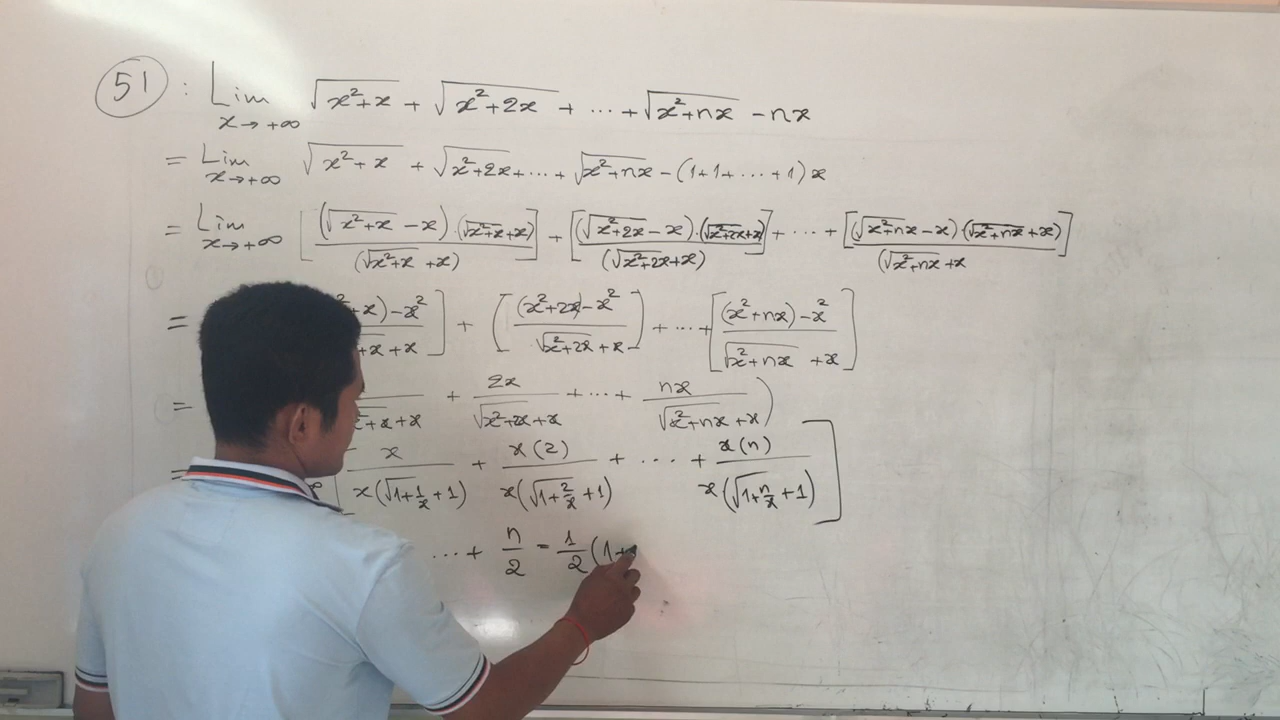 51 : Lim x→+∞ √(x²+x) + √(x²+2x) + ⋯ + √(x²+nx) - nx
= Lim x→+∞ √(x²+x) + √(x²+2x) + ⋯ + √(x²+nx) - (1+1+⋯+1)x
= Lim x→+∞ [(√(x²+x) - x)·(√(x²+x)+x) / (√(x²+x)+x)] + [(√(x²+2x) - x)·(√(x²+2x)+x) / (√(x²+2x)+x)] + ⋯ + [(√(x²+nx) - x)(√(x²+nx)+x) / (√(x²+nx)+x]
= +x)-x² / +x+x] + [(x²+2x)-x² / √(x²+2x)+x] + ⋯ + [(x²+nx)-x² / √(x²+nx)+x]
= ²+x+x + 2x / √(x²+2x)+x + ⋯ + nx / √(x²+nx)+x)
= [x / x(√(1+1/x)+1) + x(2) / x(√(1+2/x)+1) + ⋯ + x(n) / x(√(1+n/x)+1)]
⋯ + n/2 = 1/2 (1+